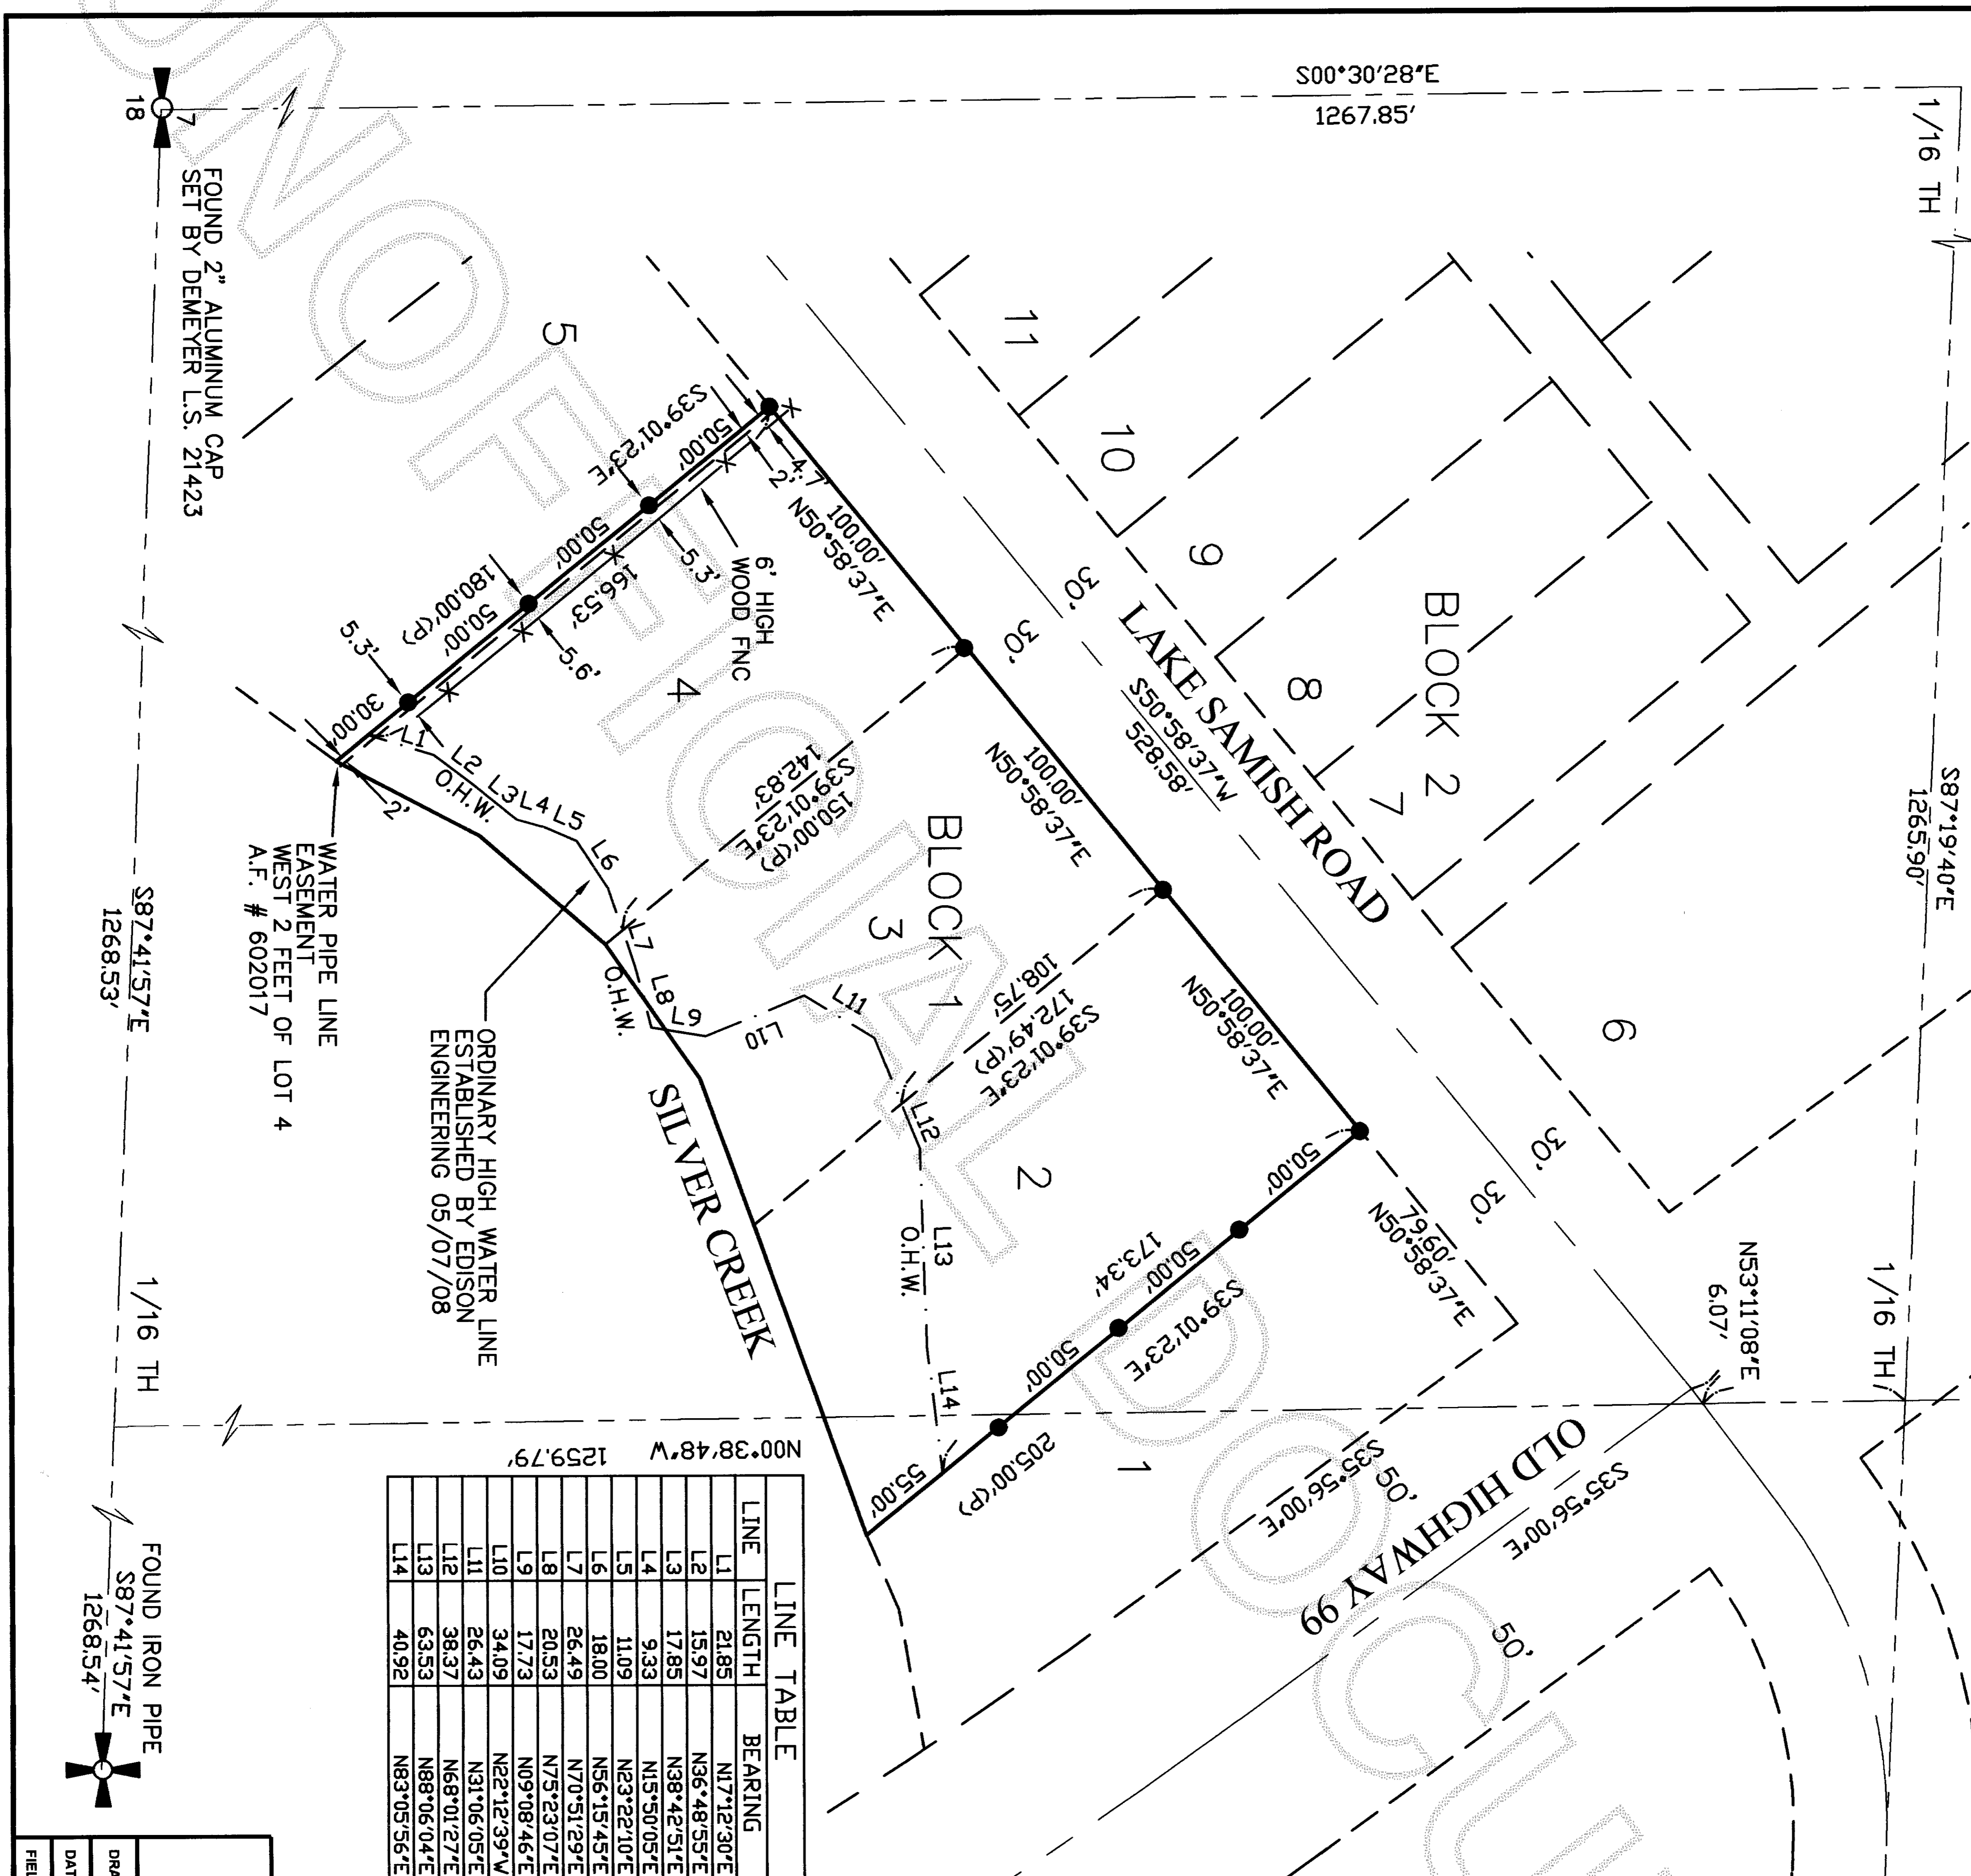 S00°30'28"E
1267.85'
1/16 TH
S87°19'40"E
1265.90'
1/16 TH
N53°11'08"E
6.07'
18
7
FOUND 2" ALUMINUM CAP
SET BY DEMEYER L.S. 21423
11
10
9
8
7
6
BLOCK 2
30'
30'
LAKE SAMISH ROAD
S50°58'37"W
528.58'
30'
30'
5
S39°01'23"E
50.00'
50.00'
166.53'
180.00'(P)
50.00'
30.00'
4.7'
2'
5.3'
5.6'
5.3'
2'
6' HIGH
WOOD FNC
100.00'
N50°58'37"E
100.00'
N50°58'37"E
100.00'
N50°58'37"E
79.60'
N50°58'37"E
4
150.00'(P)
S39°01'23"E
142.83'
BLOCK 1
3
S39°01'23"E
172.49'(P)
108.75'
2
50.00'
50.00'
173.34'
S39°01'23"E
50.00'
205.00'(P)
55.00'
1
S35°56'00"E
50'
OLD HIGHWAY 99
S35°56'00"E
50'
L1
L2
L3
L4
L5
L6
L7
L8
L9
L10
L11
L12
L13
L14
O.H.W.
O.H.W.
O.H.W.
SILVER CREEK
WATER PIPE LINE
EASEMENT
WEST 2 FEET OF LOT 4
A.F. # 602017
ORDINARY HIGH WATER LINE
ESTABLISHED BY EDISON
ENGINEERING 05/07/08
S87°41'57"E
1268.53'
1/16 TH
N00°38'48"W 1259.79'
FOUND IRON PIPE
S87°41'57"E
1268.54'
LINE TABLE
LINE LENGTH BEARING
L1 21.85 N17°12'30"E
L2 15.97 N36°48'55"E
L3 17.85 N38°42'51"E
L4 9.33 N15°50'05"E
L5 11.09 N23°22'10"E
L6 18.00 N56°15'45"E
L7 26.49 N70°51'29"E
L8 20.53 N75°23'07"E
L9 17.73 N09°08'46"E
L10 34.09 N22°12'39"W
L11 26.43 N31°06'05"E
L12 38.37 N68°01'27"E
L13 63.53 N88°06'04"E
L14 40.92 N83°05'56"E
DRA
DAT
FIEL
UNOFFICIAL DOCU